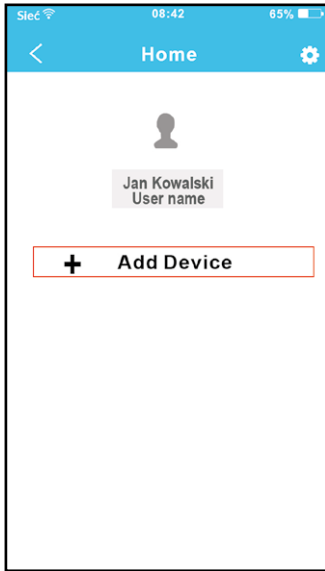 Sieć 08:42 65%
Home
Jan Kowalski
User name
+ Add Device